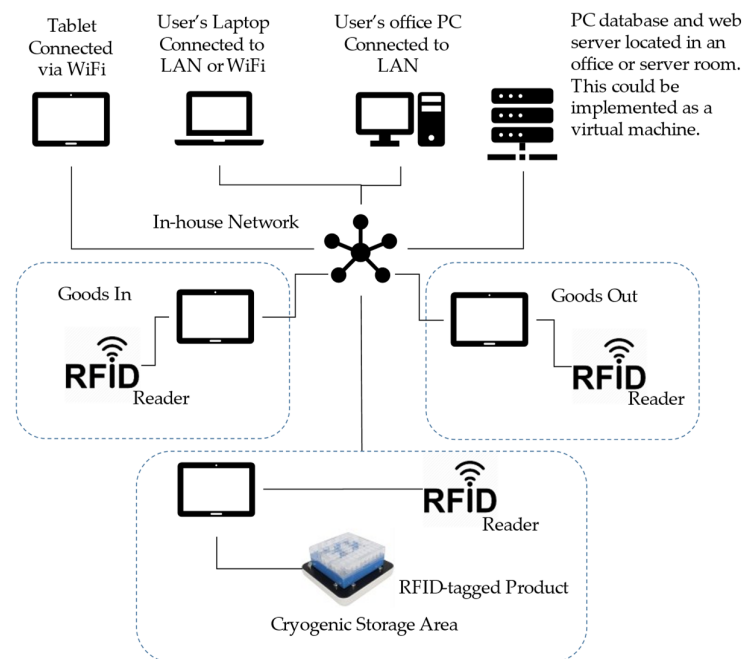 Tablet
Connected
via WiFi
User's Laptop
Connected to
LAN or WiFi
User's office PC
Connected to
LAN
PC database and web
server located in an
office or server room.
This could be
implemented as a
virtual machine.
In-house Network
Goods In
RFID
Reader
Goods Out
RFID
Reader
RFID
Reader
RFID-tagged Product
Cryogenic Storage Area